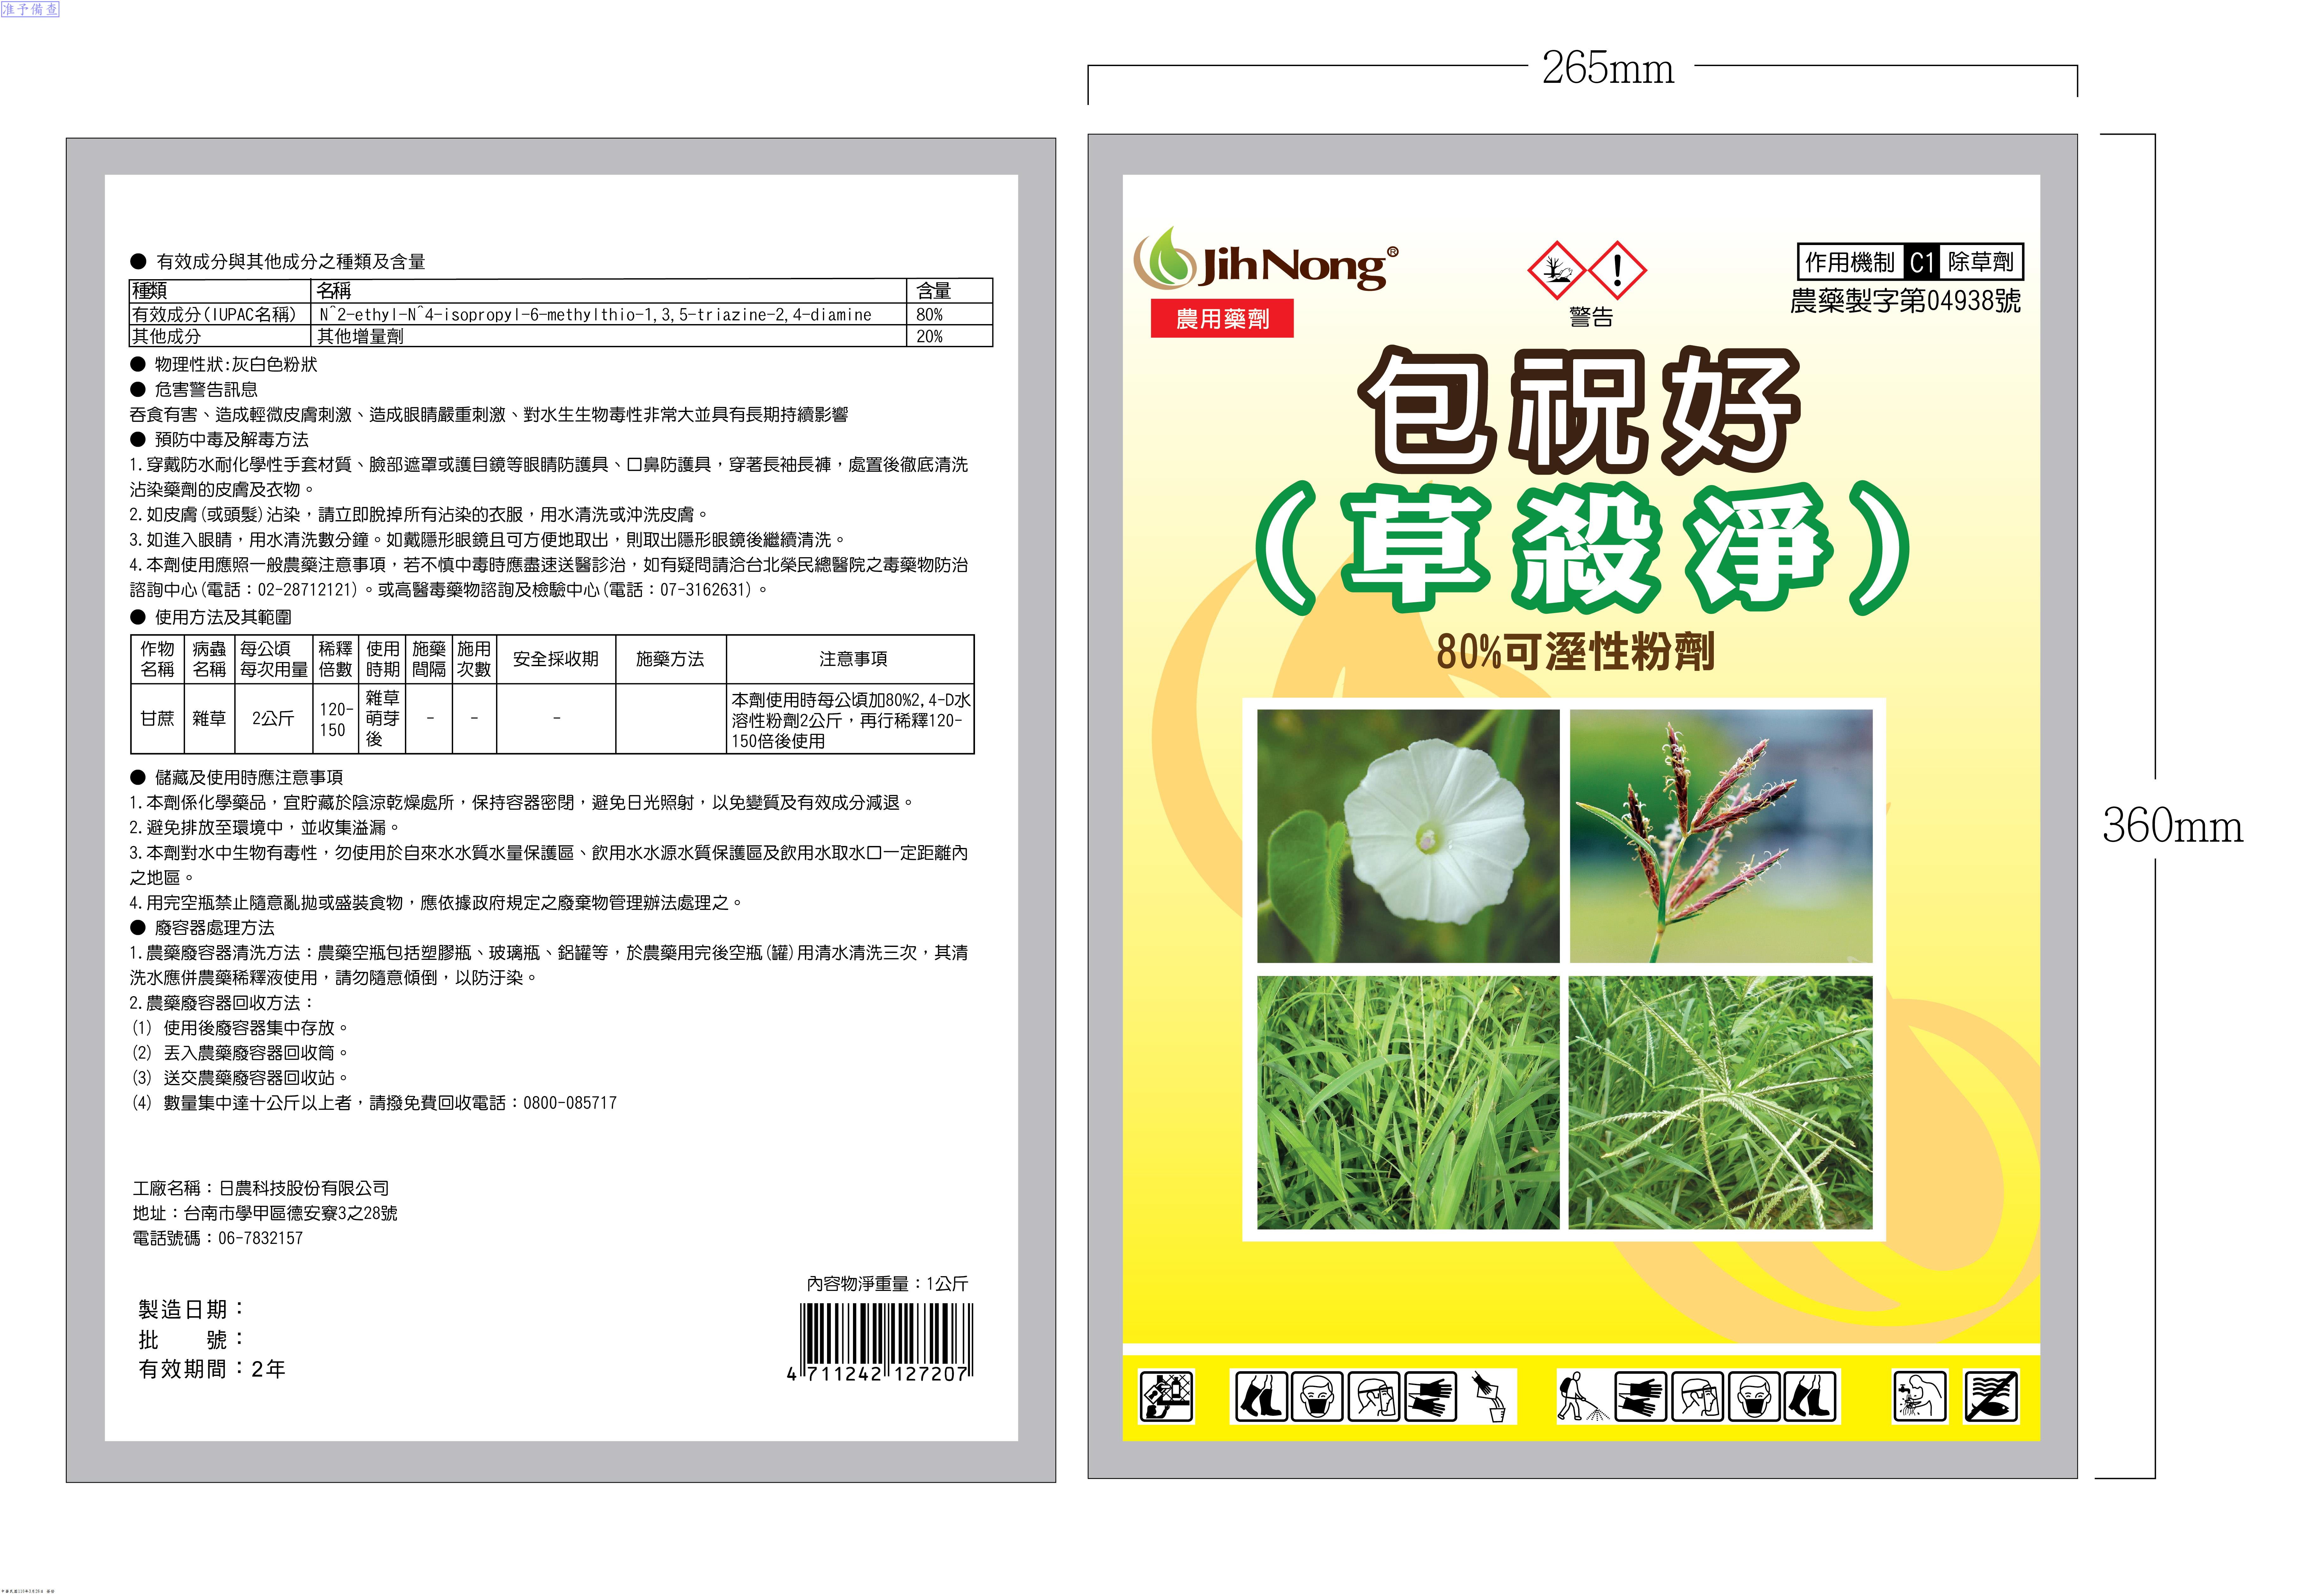 准予備查
265mm
360mm
● 有效成分與其他成分之種類及含量
種類 名稱 含量
有效成分(IUPAC名稱) N^2-ethyl-N^4-isopropyl-6-methylthio-1,3,5-triazine-2,4-diamine 80%
其他成分 其他增量劑 20%
● 物理性狀:灰白色粉狀
● 危害警告訊息
吞食有害、造成輕微皮膚刺激、造成眼睛嚴重刺激、對水生生物毒性非常大並具有長期持續影響
● 預防中毒及解毒方法
1.穿戴防水耐化學性手套材質、臉部遮罩或護目鏡等眼睛防護具、口鼻防護具，穿著長袖長褲，處置後徹底清洗
沾染藥劑的皮膚及衣物。
2.如皮膚(或頭髮)沾染，請立即脫掉所有沾染的衣服，用水清洗或沖洗皮膚。
3.如進入眼睛，用水清洗數分鐘。如戴隱形眼鏡且可方便地取出，則取出隱形眼鏡後繼續清洗。
4.本劑使用應照一般農藥注意事項，若不慎中毒時應盡速送醫診治，如有疑問請洽台北榮民總醫院之毒藥物防治
諮詢中心(電話：02-28712121)。或高醫毒藥物諮詢及檢驗中心(電話：07-3162631)。
● 使用方法及其範圍
作物名稱 病蟲名稱 每公頃每次用量 稀釋倍數 使用時期 施藥間隔 施用次數 安全採收期 施藥方法 注意事項
甘蔗 雜草 2公斤 120-150 雜草萌芽後 - - - 本劑使用時每公頃加80%2,4-D水
溶性粉劑2公斤，再行稀釋120-
150倍後使用
● 儲藏及使用時應注意事項
1.本劑係化學藥品，宜貯藏於陰涼乾燥處所，保持容器密閉，避免日光照射，以免變質及有效成分減退。
2.避免排放至環境中，並收集溢漏。
3.本劑對水中生物有毒性，勿使用於自來水水質水量保護區、飲用水水源水質保護區及飲用水取水口一定距離內
之地區。
4.用完空瓶禁止隨意亂拋或盛裝食物，應依據政府規定之廢棄物管理辦法處理之。
● 廢容器處理方法
1.農藥廢容器清洗方法：農藥空瓶包括塑膠瓶、玻璃瓶、鋁罐等，於農藥用完後空瓶(罐)用清水清洗三次，其清
洗水應併農藥稀釋液使用，請勿隨意傾倒，以防汙染。
2.農藥廢容器回收方法：
(1) 使用後廢容器集中存放。
(2) 丟入農藥廢容器回收筒。
(3) 送交農藥廢容器回收站。
(4) 數量集中達十公斤以上者，請撥免費回收電話：0800-085717
工廠名稱：日農科技股份有限公司
地址：台南市學甲區德安寮3之28號
電話號碼：06-7832157
內容物淨重量：1公斤
製造日期：
批 號：
有效期間：2年
4 711242 127207
JihNong®
農用藥劑
警告
作用機制 C1 除草劑
農藥製字第04938號
包祝好
(草殺淨)
80%可溼性粉劑